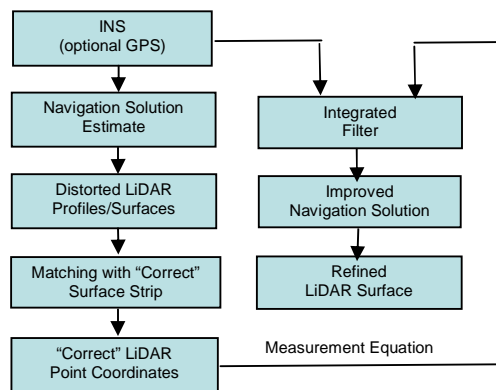 INS
(optional GPS)
Navigation Solution
Estimate
Distorted LiDAR
Profiles/Surfaces
Matching with “Correct”
Surface Strip
“Correct” LiDAR
Point Coordinates
Integrated
Filter
Improved
Navigation Solution
Refined
LiDAR Surface
Measurement Equation